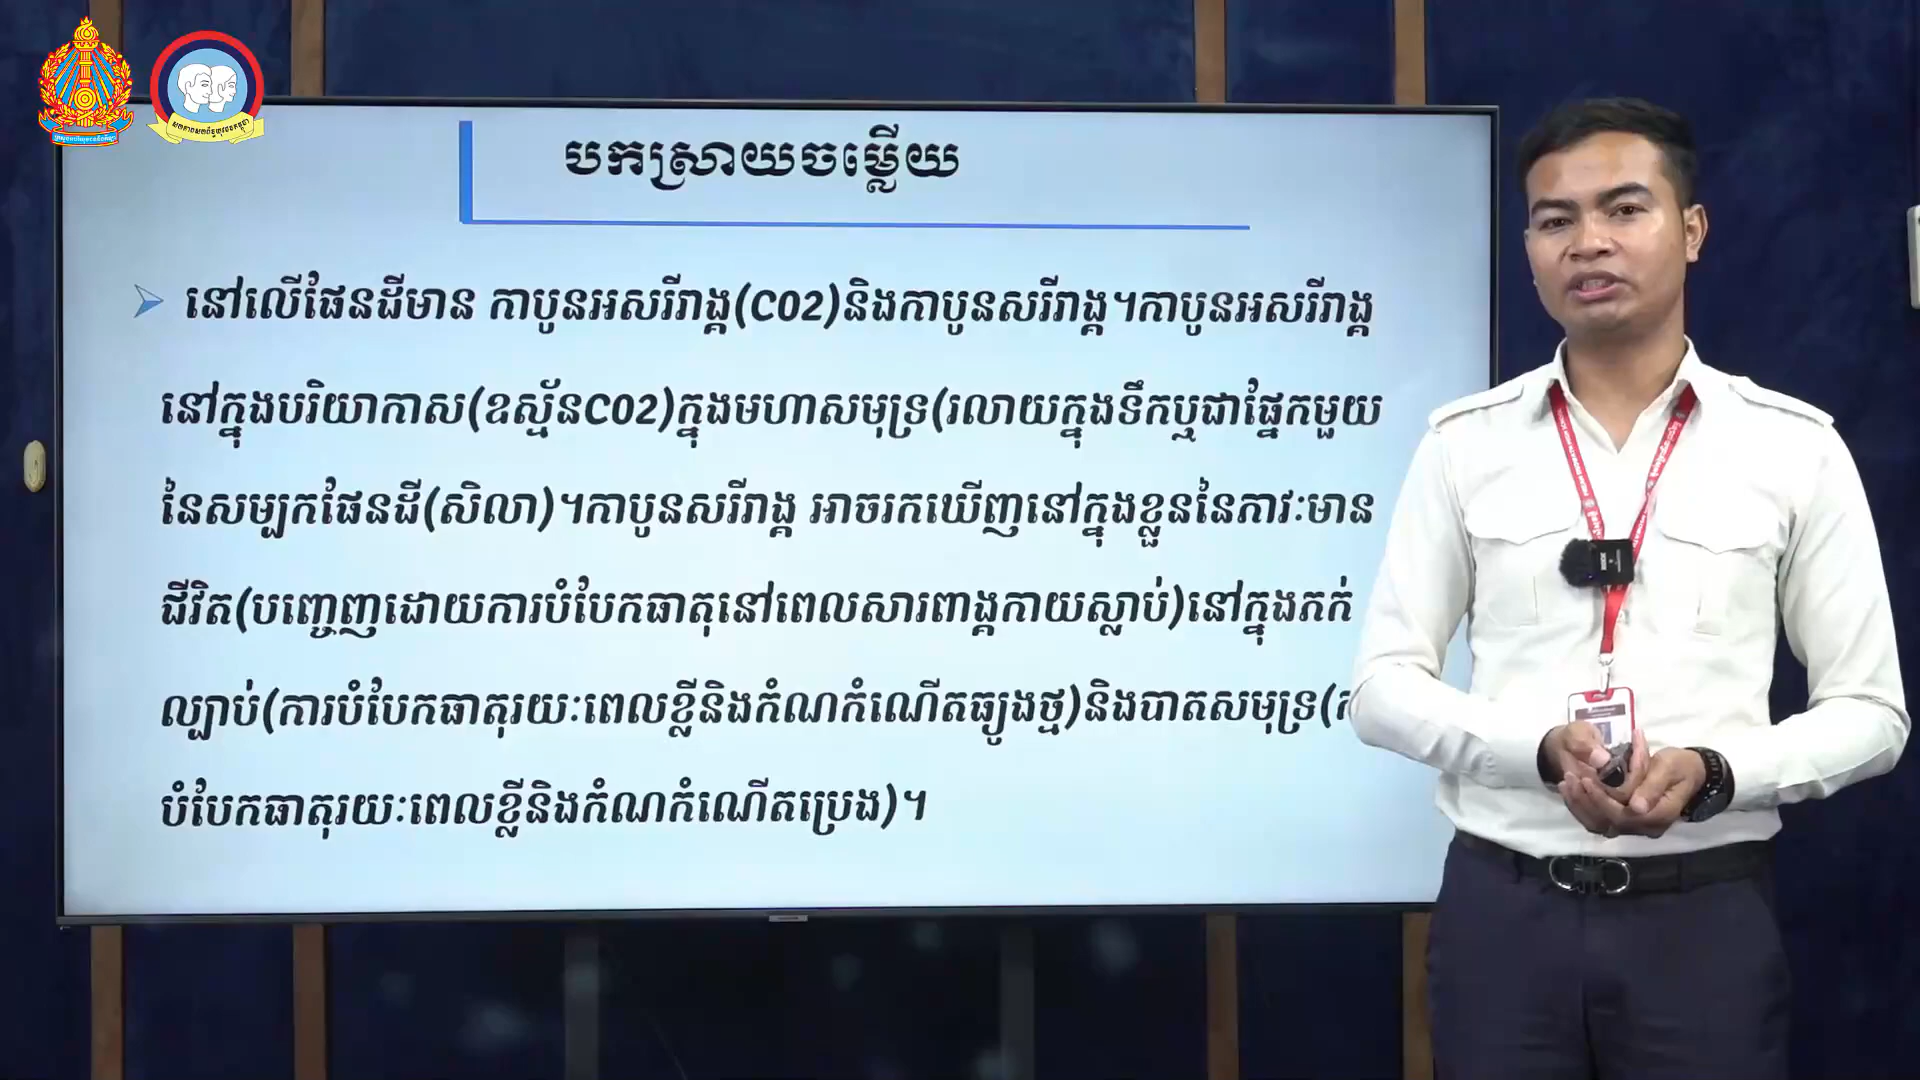 បកស្រាយចម្លើយ
នៅលើផែនដីមាន កាបូនអសរីរាង្គ(CO2)និងកាបូនសរីរាង្គ។កាបូនអសរីរាង្គ
នៅក្នុងបរិយាកាស(ឧស្ម័នCO2)ក្នុងមហាសមុទ្រ(រលាយក្នុងទឹកឬជាផ្នែកមួយ
នៃសម្បកផែនដី(សិលា)។កាបូនសរីរាង្គ អាចរកឃើញនៅក្នុងខ្លួននៃភាវៈមាន
ជីវិត(បញ្ចេញដោយការបំបែកធាតុនៅពេលសារពាង្គកាយស្លាប់)នៅក្នុងភក់
ល្បាប់(ការបំបែកធាតុរយៈពេលខ្លីនិងកំណកំណើតធ្យូងថ្ម)និងបាតសមុទ្រ(
បំបែកធាតុរយៈពេលខ្លីនិងកំណកំណើតប្រេង)។